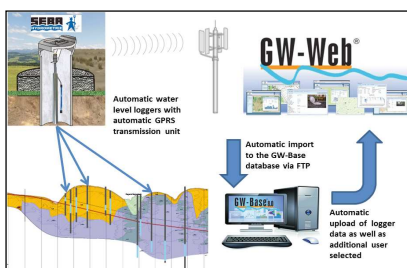 SEBA
GW-Web®
Automatic water
level loggers with
automatic GPRS
transmission unit
Automatic import
to the GW-Base
database via FTP
GW-Base
Automatic
upload of logger
data as well as
additional user
selected